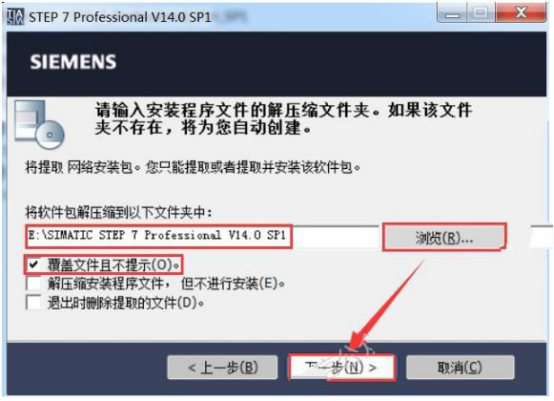 STEP 7 Professional V14.0 SP1
SIEMENS
请输入安装程序文件的解压缩文件夹。如果该文件
夹不存在，将为您自动创建。
将提取 网络安装包。您只能提取或者提取并安装该软件包。
将软件包解压缩到以下文件夹中：
E:\SIMATIC STEP 7 Professional V14.0 SP1
浏览(R)...
覆盖文件且不提示(O)。
解压缩安装程序文件，但不进行安装(E)。
退出时删除提取的文件(D)。
< 上一步(B) 下一步(N) > 取消(C)